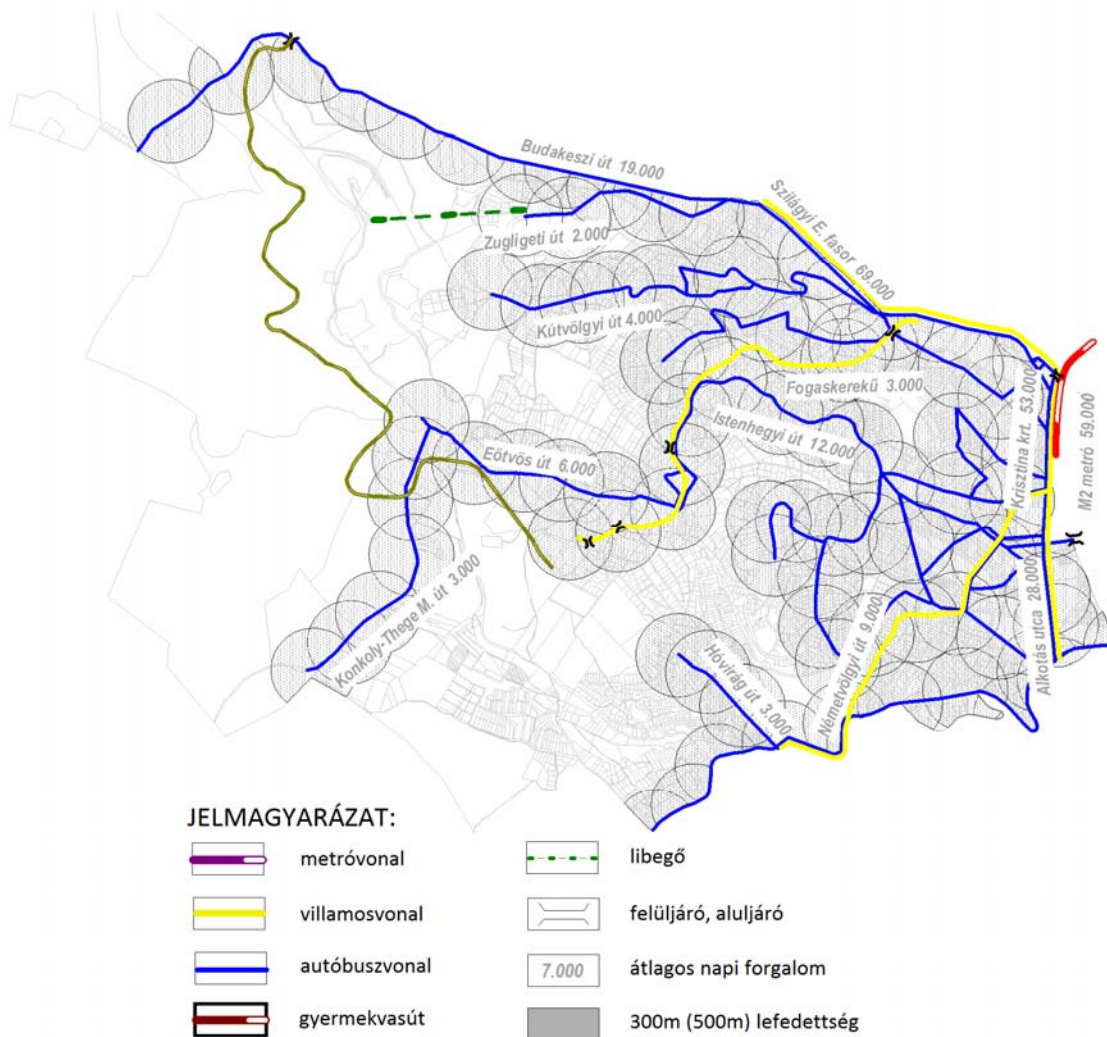 Budakeszi út 19.000
Szilágyi E. fasor 69.000
Zugligeti út 2.000
Kútvölgyi út 4.000
Fogaskerekű 3.000
Istenhegyi út 12.000
Krisztina krt. 53.000
M2 metró 59.000
Eötvös út 6.000
Konkoly-Thege M. út 3.000
Hóvirág út 3.000
Németvölgyi út 9.000
Alkotás utca 28.000
JELMAGYARÁZAT:
metróvonal
libegő
villamosvonal
felüljáró, aluljáró
autóbuszvonal
7.000
átlagos napi forgalom
gyermekvasút
300m (500m) lefedettség